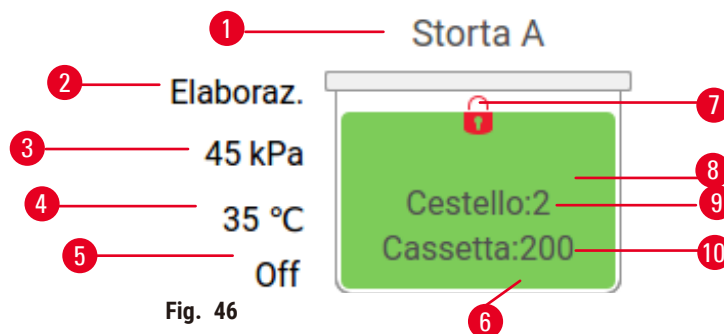 1
Storta A
2
Elaboraz.
7
3
45 kPa
8
4
35 °C
Cestello:2
9
5
Off
Cassetta:200
10
Fig. 46
6